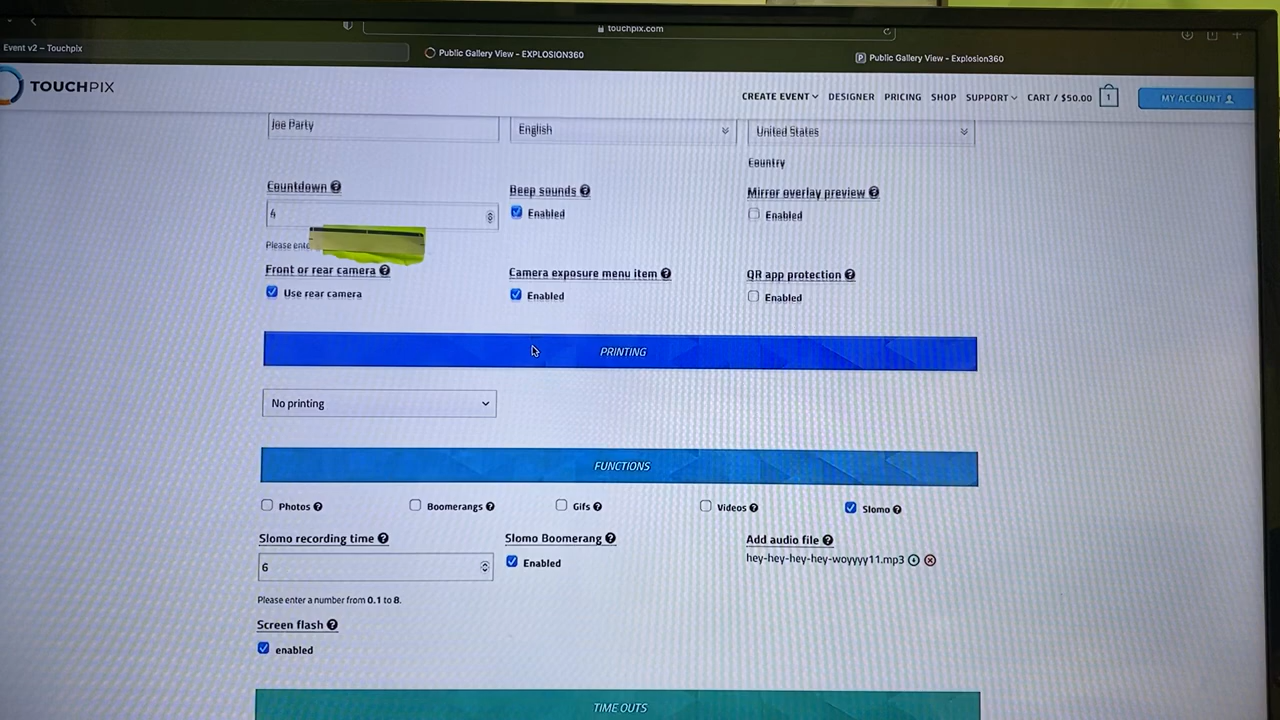 touchpix.com
Event v2 – Touchpix
Public Gallery View - EXPLOSION360
Public Gallery View - Explosion360
TOUCHPIX
CREATE EVENT DESIGNER PRICING SHOP SUPPORT CART / $50.00 1 MY ACCOUNT
Joe Party English United States
Country
Countdown Beep sounds Mirror overlay preview
4 Enabled Enabled
Please
Front or rear camera Camera exposure menu item QR app protection
Use rear camera Enabled Enabled
PRINTING
No printing
FUNCTIONS
Photos Boomerangs Gifs Videos Slomo
Slomo recording time Slomo Boomerang Add audio file
6 Enabled hey-hey-hey-hey-woyyyy11.mp3
Please enter a number from 0.1 to 8.
Screen flash
enabled
TIME OUTS